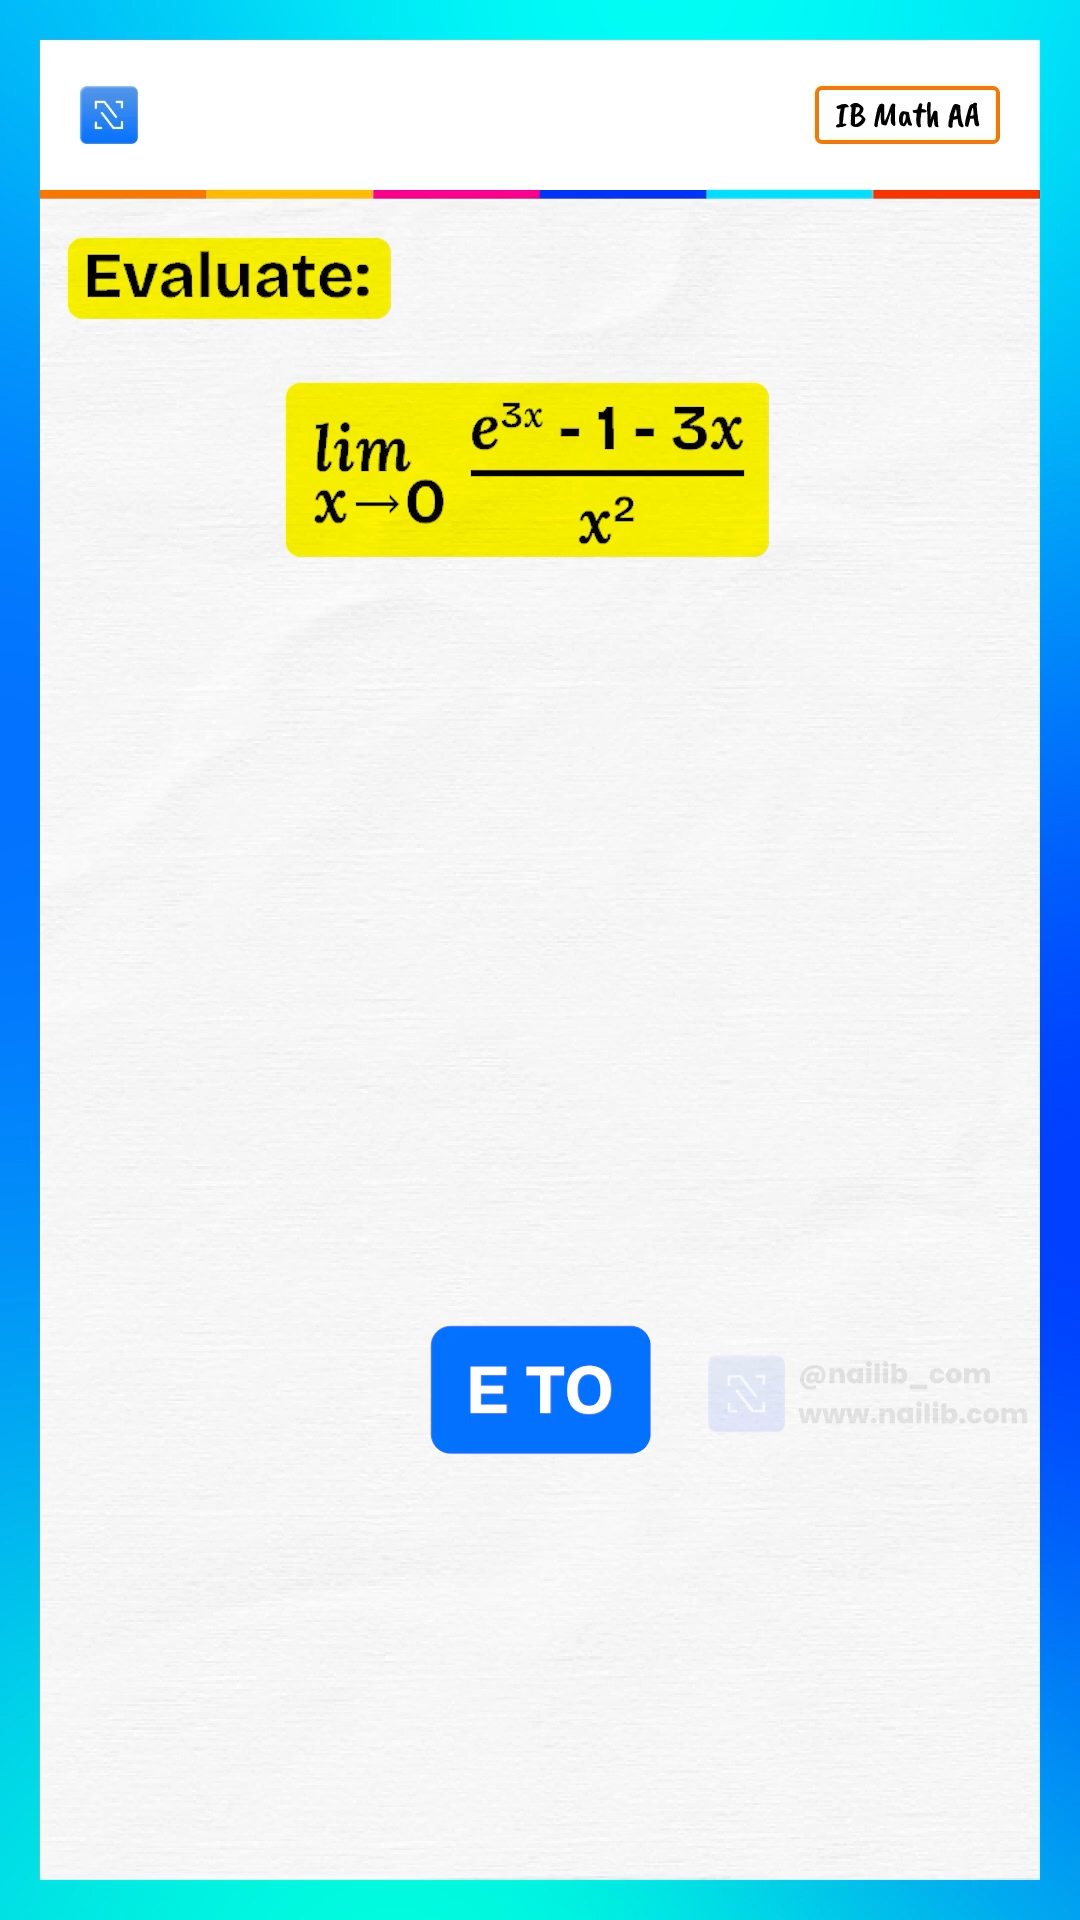 IB Math AA
Evaluate:
lim x→0 (e^{3x} - 1 - 3x) / x^2
E TO
@nailib_com
www.nailib.com